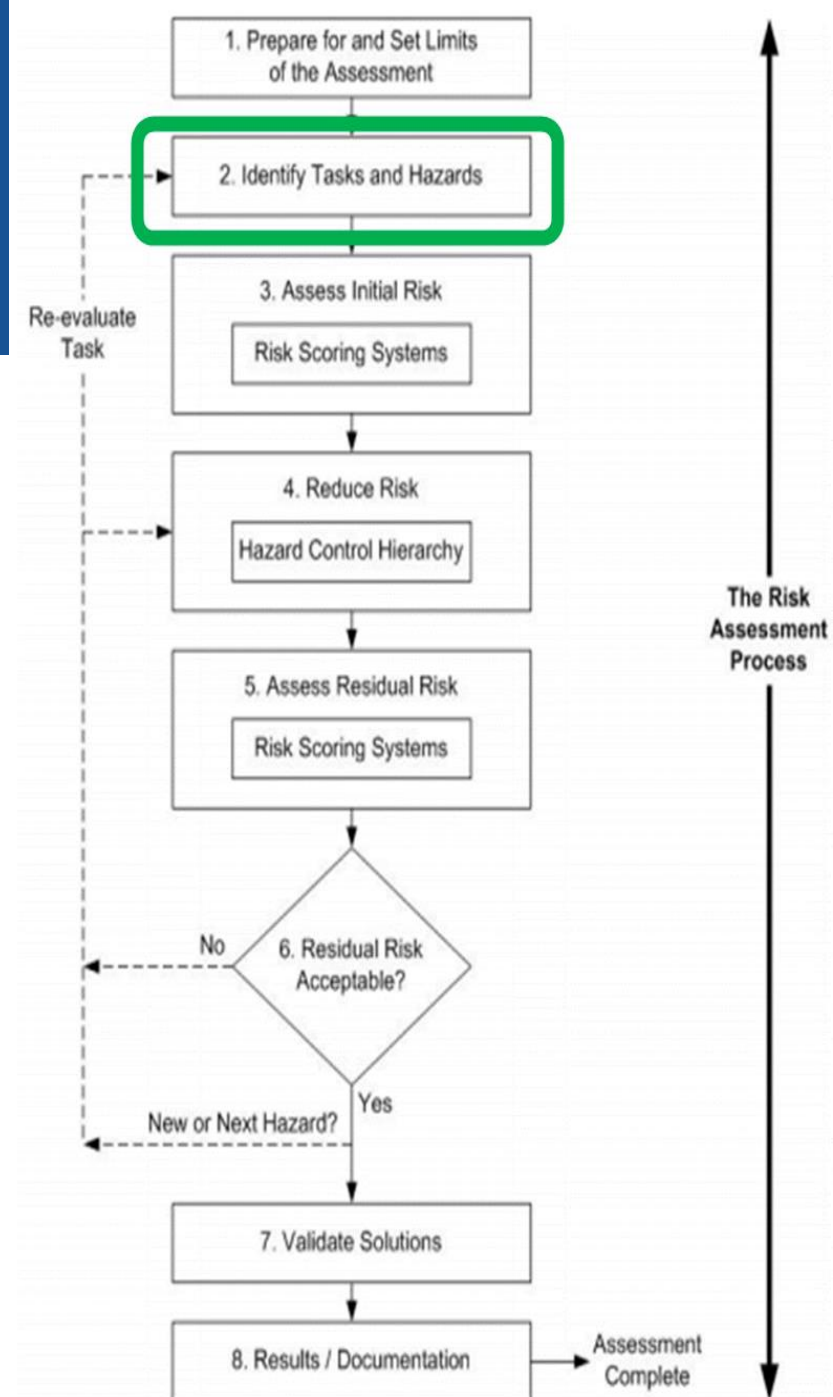 1. Prepare for and Set Limits
of the Assessment
2. Identify Tasks and Hazards
3. Assess Initial Risk
Re-evaluate
Task
Risk Scoring Systems
4. Reduce Risk
Hazard Control Hierarchy
The Risk
Assessment
Process
5. Assess Residual Risk
Risk Scoring Systems
No
6. Residual Risk
Acceptable?
Yes
New or Next Hazard?
7. Validate Solutions
8. Results / Documentation
Assessment
Complete